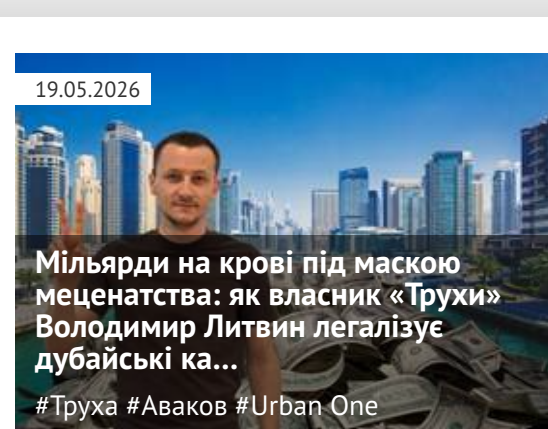 19.05.2026
Мільярди на крові під маскою
меценатства: як власник «Трухи»
Володимир Литвин легалізує
дубайські ка...
#Труха #Аваков #Urban One